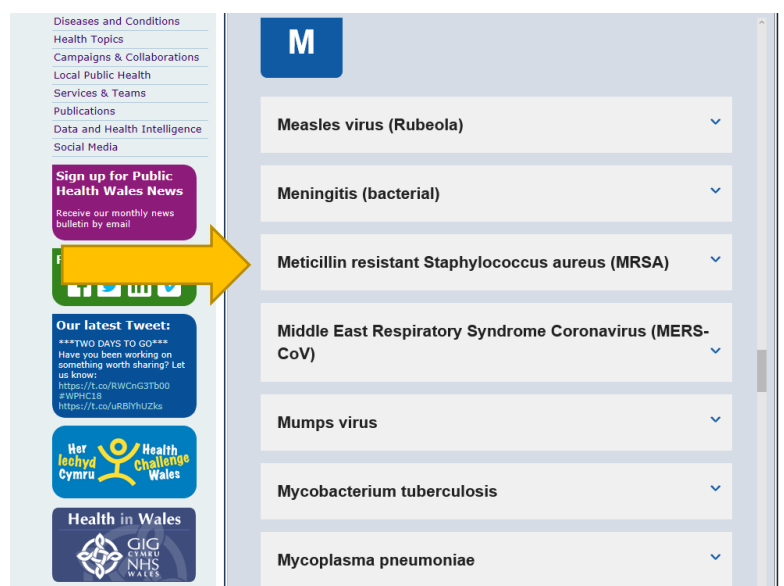 Diseases and Conditions
Health Topics
Campaigns & Collaborations
Local Public Health
Services & Teams
Publications
Data and Health Intelligence
Social Media
Sign up for Public
Health Wales News
Receive our monthly news
bulletin by email
Our latest Tweet:
***TWO DAYS TO GO***
Have you been working on
something worth sharing? Let
us know:
https://t.co/RWCnG3Tb00
#WPHC18
https://t.co/uRBlYhUZks
Her
Iechyd
Cymru
Health
Challenge
Wales
Health in Wales
GIG
CYMRU
NHS
WALES
M
Measles virus (Rubeola)
Meningitis (bacterial)
Meticillin resistant Staphylococcus aureus (MRSA)
Middle East Respiratory Syndrome Coronavirus (MERS-
CoV)
Mumps virus
Mycobacterium tuberculosis
Mycoplasma pneumoniae